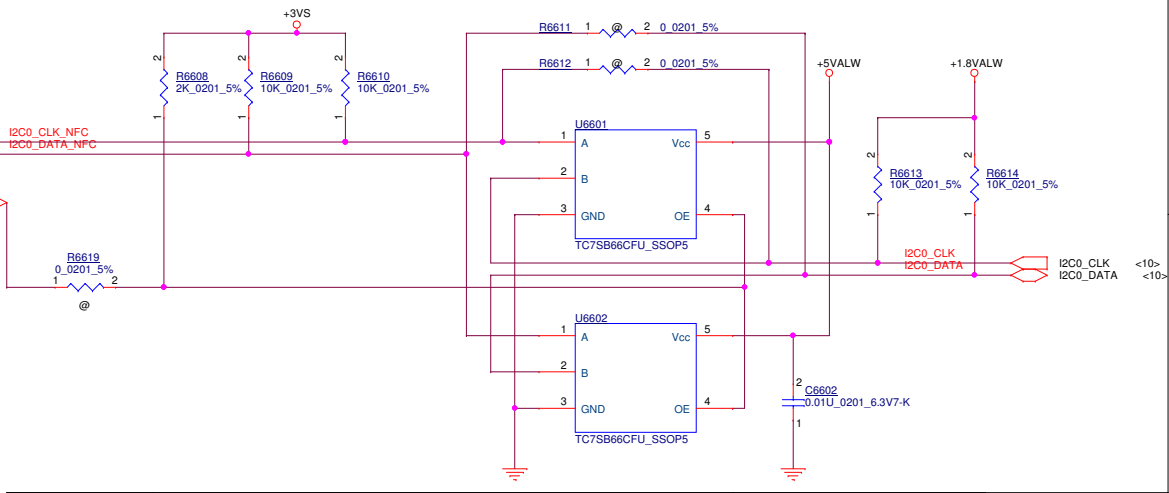 +3VS
R6611 1 @ 2 0_0201_5%
R6612 1 @ 2 0_0201_5%
+5VALW
+1.8VALW
2 2 2
R6608
2K_0201_5%
R6609
10K_0201_5%
R6610
10K_0201_5%
1 1 1
I2C0_CLK_NFC
I2C0_DATA_NFC
U6601
1 A Vcc 5
2 B
3 GND OE 4
TC7SB66CFU_SSOP5
2 2
R6613
10K_0201_5%
R6614
10K_0201_5%
1 1
I2C0_CLK
I2C0_DATA
I2C0_CLK <10>
I2C0_DATA <10>
R6619
0_0201_5%
1 2
@
U6602
1 A Vcc 5
2 B
3 GND OE 4
TC7SB66CFU_SSOP5
2
C6602
0.01U_0201_6.3V7-K
1